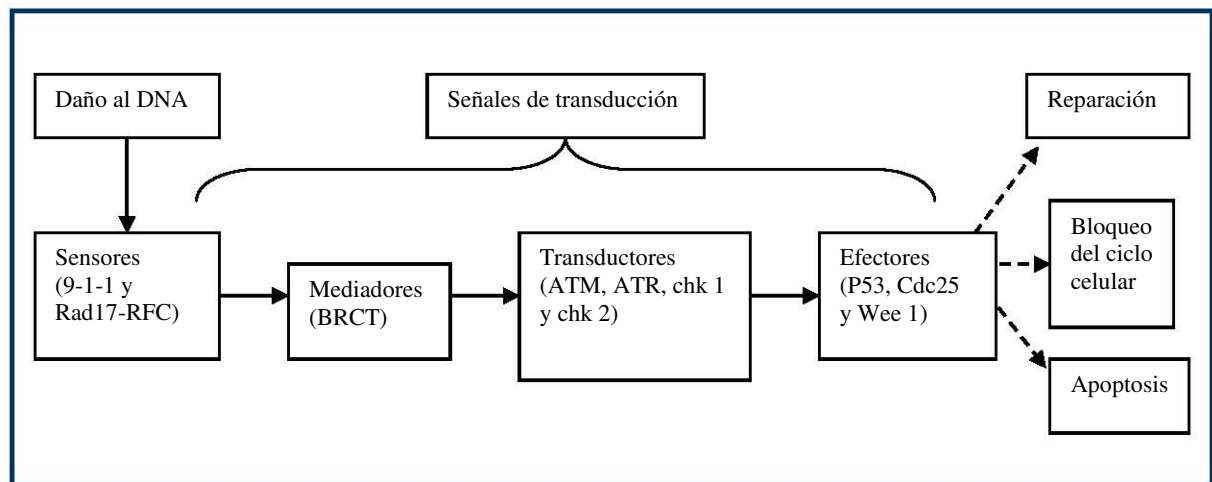 Daño al DNA
Señales de transducción
Reparación
Sensores
(9-1-1 y
Rad17-RFC)
Mediadores
(BRCT)
Transductores
(ATM, ATR, chk 1
y chk 2)
Efectores
(P53, Cdc25
y Wee 1)
Bloqueo
del ciclo
celular
Apoptosis